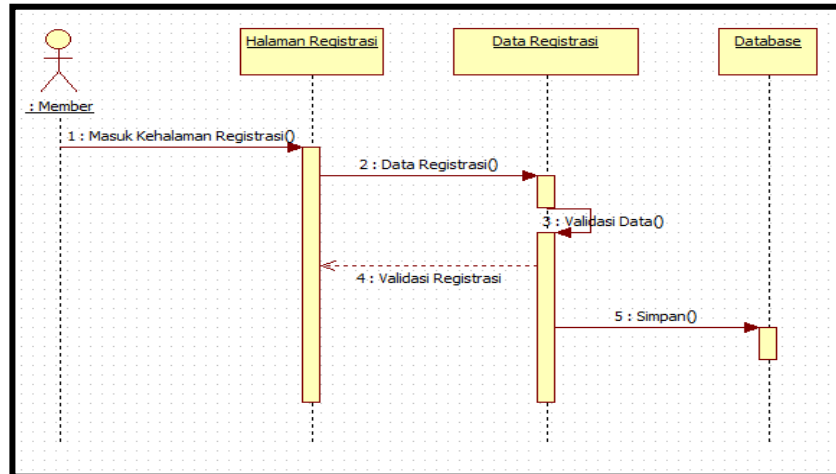 Halaman Registrasi
Data Registrasi
Database
: Member
1 : Masuk Kehalaman Registrasi()
2 : Data Registrasi()
3 : Validasi Data()
4 : Validasi Registrasi
5 : Simpan()